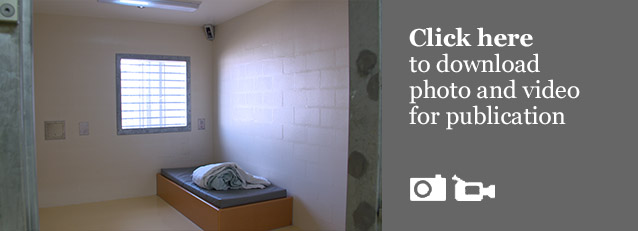 Click here
to download
photo and video
for publication